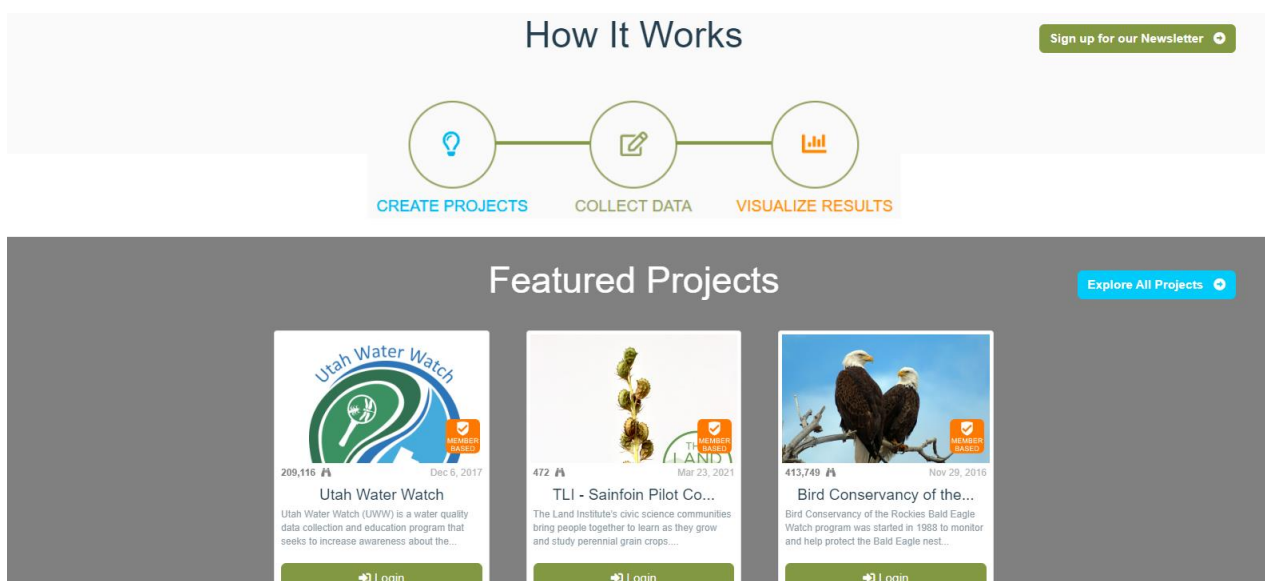 How It Works
Sign up for our Newsletter
CREATE PROJECTS
COLLECT DATA
VISUALIZE RESULTS
Featured Projects
Explore All Projects
Utah Water Watch
MEMBER
BASED
209,116
Dec 6, 2017
Utah Water Watch
Utah Water Watch (UWW) is a water quality
data collection and education program that
seeks to increase awareness about the...
Login
TH
LAND
MEMBER
BASED
472
Mar 23, 2021
TLI - Sainfoin Pilot Co...
The Land Institute's civic science communities
bring people together to learn as they grow
and study perennial grain crops....
Login
MEMBER
BASED
413,749
Nov 29, 2016
Bird Conservancy of the...
Bird Conservancy of the Rockies Bald Eagle
Watch program was started in 1988 to monitor
and help protect the Bald Eagle nest...
Login